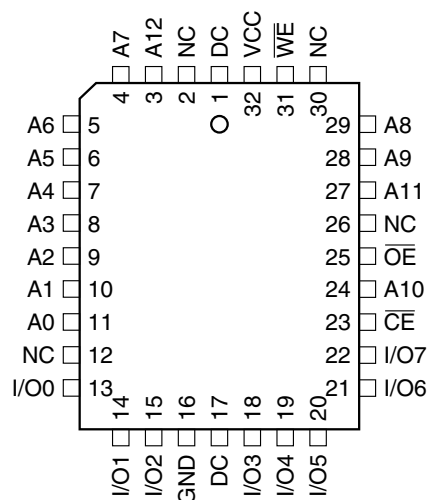 A7 A12 NC DC VCC W̅E̅ NC
4 3 2 1 32 31 30
A6 5 29 A8
A5 6 28 A9
A4 7 27 A11
A3 8 26 NC
A2 9 25 O̅E̅
A1 10 24 A10
A0 11 23 C̅E̅
NC 12 22 I/O7
I/O0 13 21 I/O6
14 15 16 17 18 19 20
I/O1 I/O2 GND DC I/O3 I/O4 I/O5